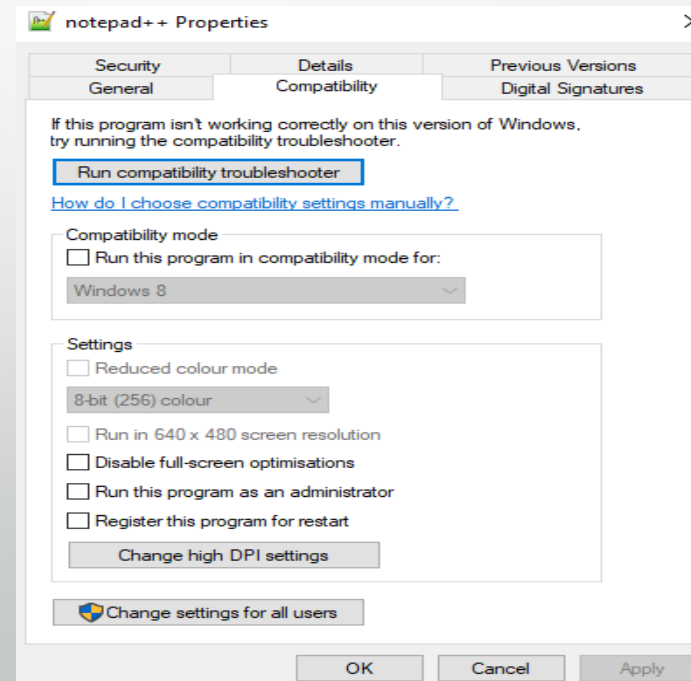 notepad++ Properties
Security Details Previous Versions
General Compatibility Digital Signatures
If this program isn't working correctly on this version of Windows,
try running the compatibility troubleshooter.
Run compatibility troubleshooter
How do I choose compatibility settings manually?
Compatibility mode
Run this program in compatibility mode for:
Windows 8
Settings
Reduced colour mode
8-bit (256) colour
Run in 640 x 480 screen resolution
Disable full-screen optimisations
Run this program as an administrator
Register this program for restart
Change high DPI settings
Change settings for all users
OK Cancel Apply